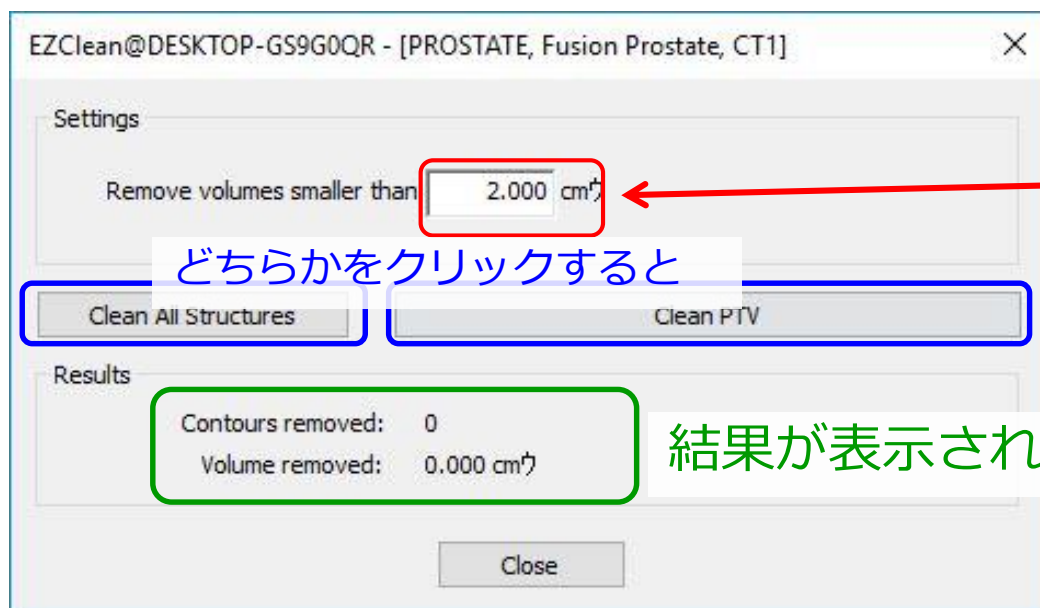 EZClean@DESKTOP-GS9G0QR - [PROSTATE, Fusion Prostate, CT1]
Settings
Remove volumes smaller than 2.000 cmｳ
どちらかをクリックすると
Clean All Structures Clean PTV
Results
Contours removed: 0
Volume removed: 0.000 cmｳ
結果が表示され
Close